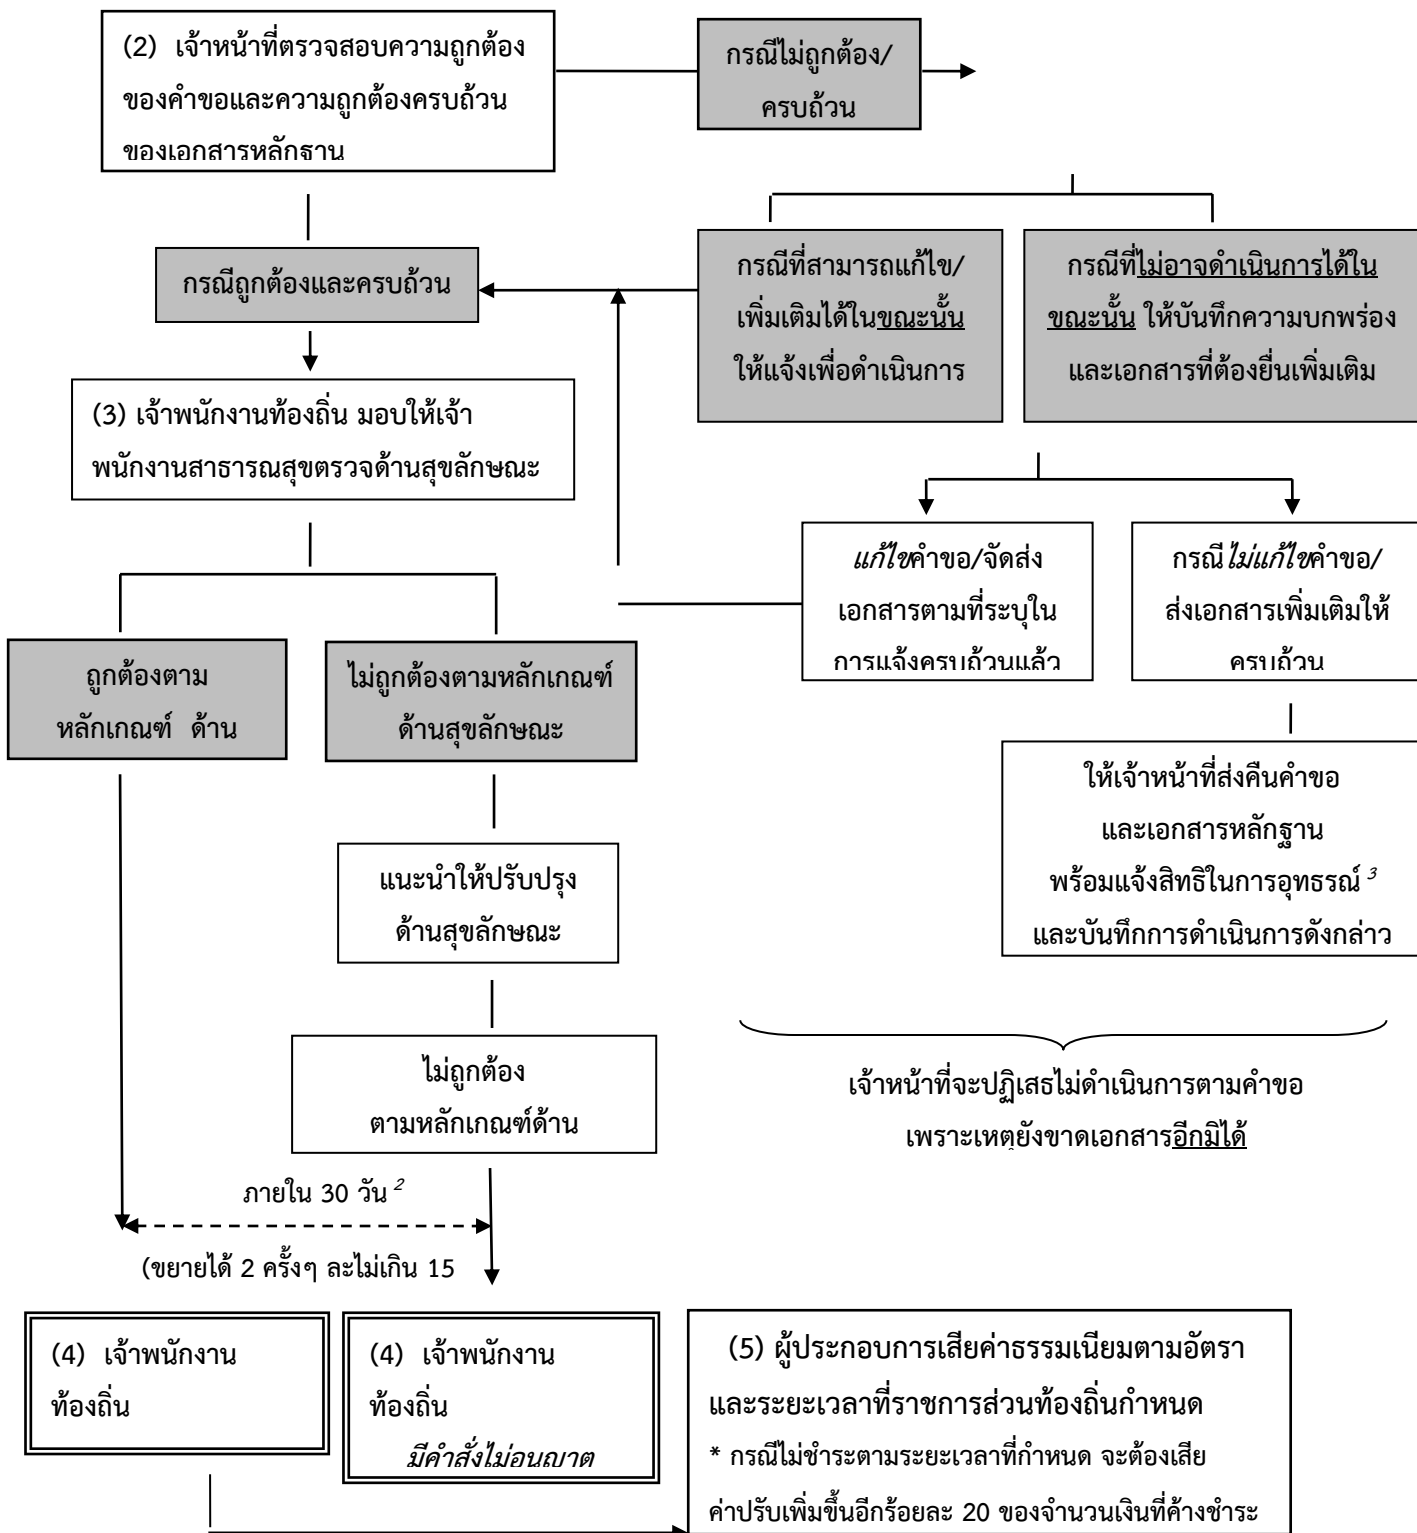 (2) เจ้าหน้าที่ตรวจสอบความถูกต้อง
ของคำขอและความถูกต้องครบถ้วน
ของเอกสารหลักฐาน
กรณีไม่ถูกต้อง/
ครบถ้วน
กรณีถูกต้องและครบถ้วน
กรณีที่สามารถแก้ไข/
เพิ่มเติมได้ในขณะนั้น
ให้แจ้งเพื่อดำเนินการ
กรณีที่ไม่อาจดำเนินการได้ใน
ขณะนั้น ให้บันทึกความบกพร่อง
และเอกสารที่ต้องยื่นเพิ่มเติม
(3) เจ้าพนักงานท้องถิ่น มอบให้เจ้า
พนักงานสาธารณสุขตรวจด้านสุขลักษณะ
แก้ไขคำขอ/จัดส่ง
เอกสารตามที่ระบุใน
การแจ้งครบถ้วนแล้ว
กรณีไม่แก้ไขคำขอ/
ส่งเอกสารเพิ่มเติมให้
ครบถ้วน
ถูกต้องตาม
หลักเกณฑ์ ด้าน
ไม่ถูกต้องตามหลักเกณฑ์
ด้านสุขลักษณะ
ให้เจ้าหน้าที่ส่งคืนคำขอ
และเอกสารหลักฐาน
พร้อมแจ้งสิทธิในการอุทธรณ์ 3
และบันทึกการดำเนินการดังกล่าว
แนะนำให้ปรับปรุง
ด้านสุขลักษณะ
ไม่ถูกต้อง
ตามหลักเกณฑ์ด้าน
เจ้าหน้าที่จะปฏิเสธไม่ดำเนินการตามคำขอ
เพราะเหตุยังขาดเอกสารอีกมิได้
ภายใน 30 วัน 2
(ขยายได้ 2 ครั้งๆ ละไม่เกิน 15
(4) เจ้าพนักงาน
ท้องถิ่น
(4) เจ้าพนักงาน
ท้องถิ่น
มีคำสั่งไม่อนุญาต
(5) ผู้ประกอบการเสียค่าธรรมเนียมตามอัตรา
และระยะเวลาที่ราชการส่วนท้องถิ่นกำหนด
* กรณีไม่ชำระตามระยะเวลาที่กำหนด จะต้องเสีย
ค่าปรับเพิ่มขึ้นอีกร้อยละ 20 ของจำนวนเงินที่ค้างชำระ